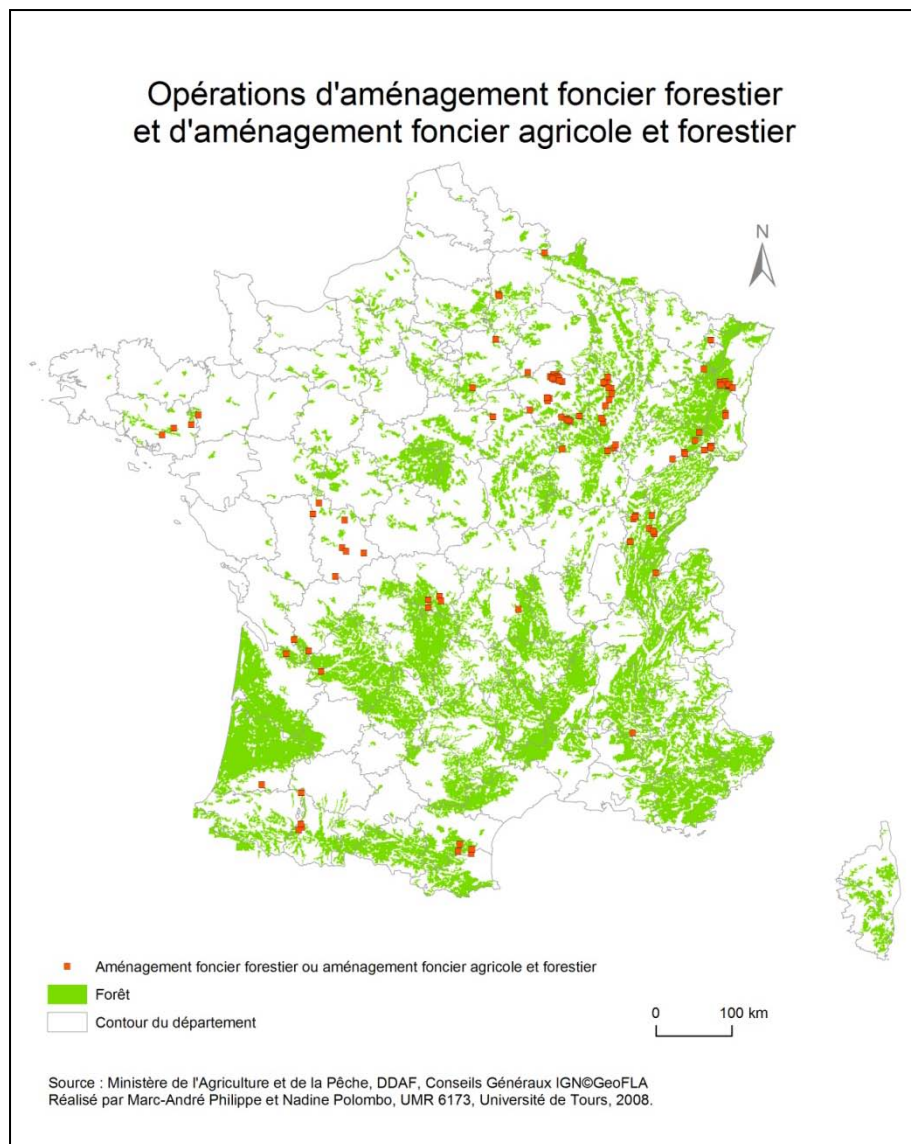 Opérations d'aménagement foncier forestier
et d'aménagement foncier agricole et forestier
N
Aménagement foncier forestier ou aménagement foncier agricole et forestier
Forêt
Contour du département
0 100 km
Source : Ministère de l'Agriculture et de la Pêche, DDAF, Conseils Généraux IGN©GeoFLA
Réalisé par Marc-André Philippe et Nadine Polombo, UMR 6173, Université de Tours, 2008.